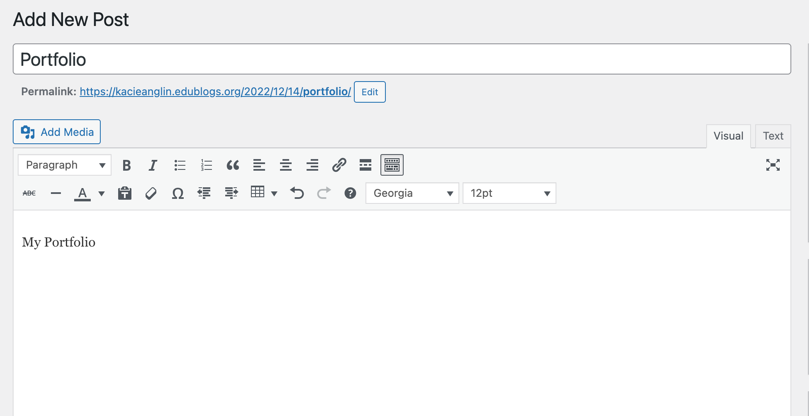 Add New Post
Portfolio
Permalink: https://kacieanglin.edublogs.org/2022/12/14/portfolio/ Edit
Add Media
Visual Text
Paragraph B I
ABC A T Ω ? Georgia 12pt
My Portfolio